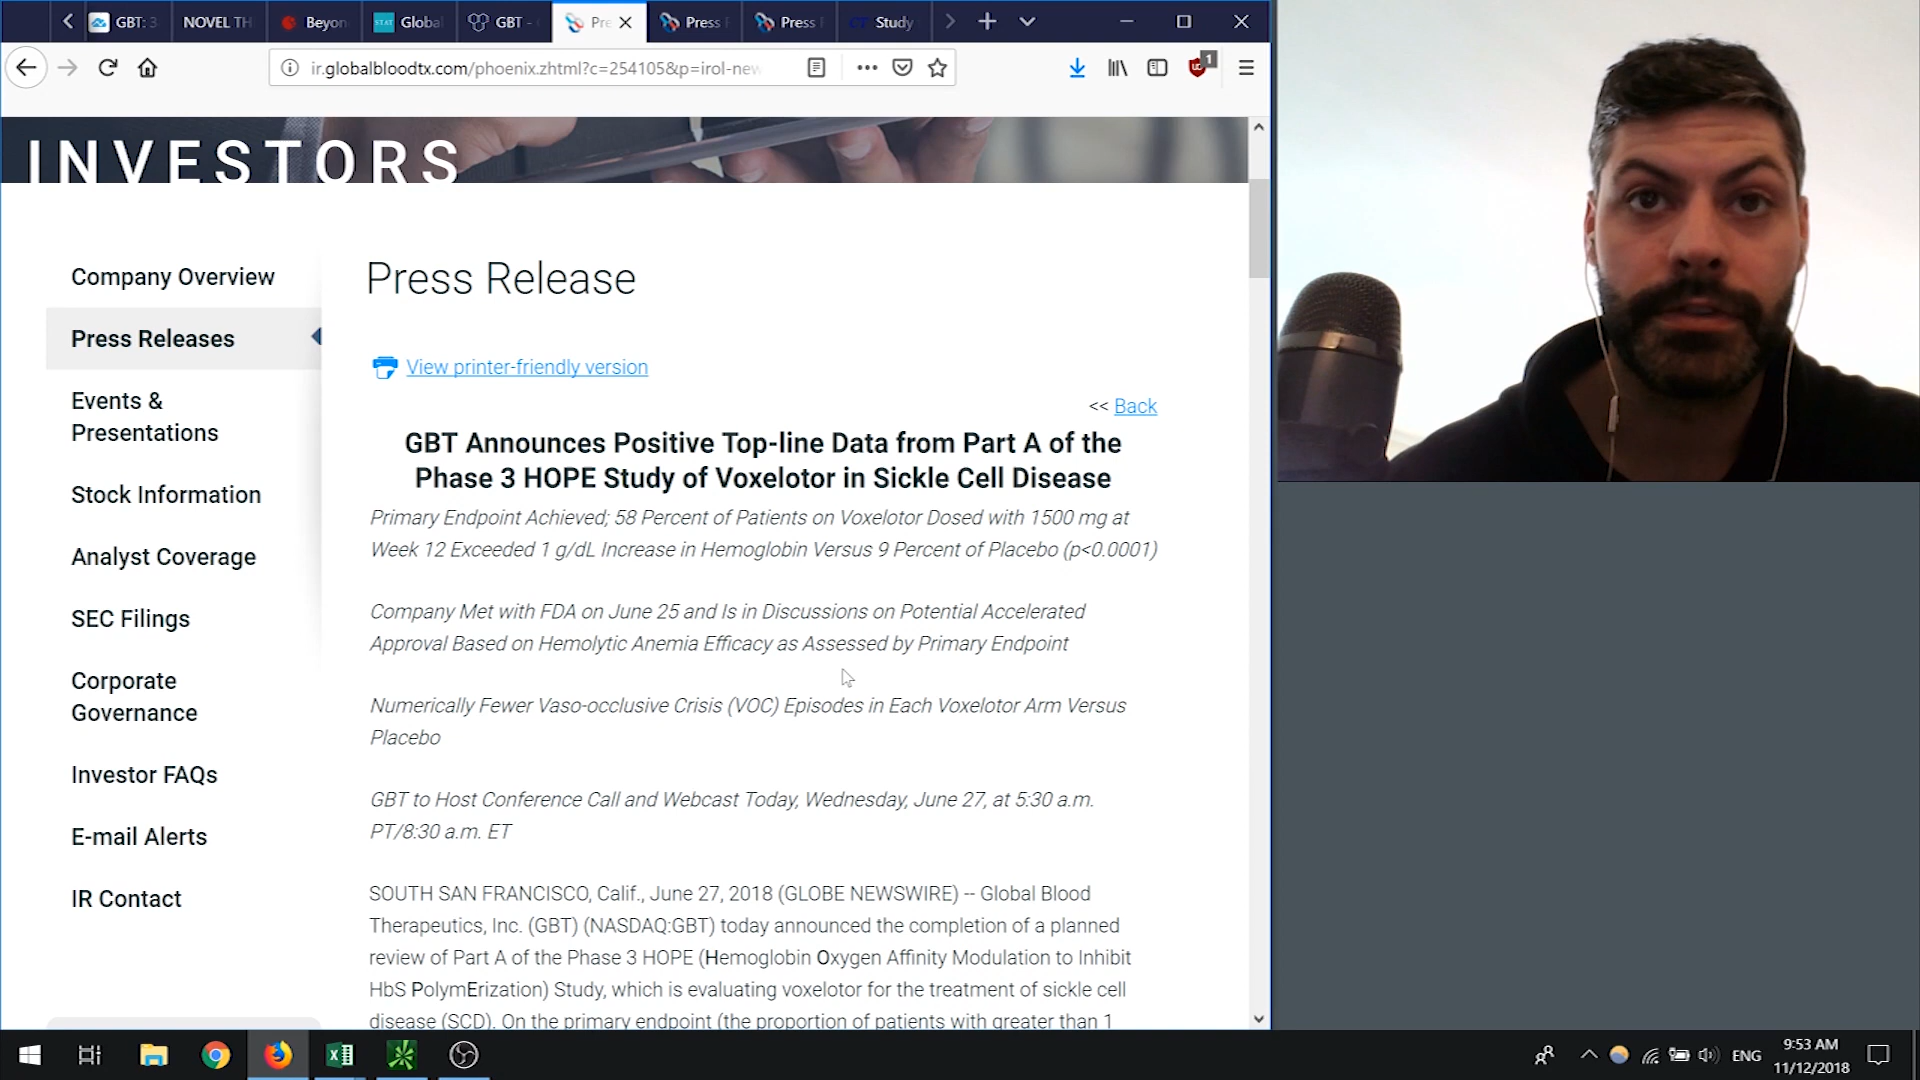 GBT: 3
NOVEL TH
Beyon
STAT Global
GBT -
Pre
Press
Press
Study
ir.globalbloodtx.com/phoenix.zhtml?c=254105&p=irol-new
1
INVESTORS
Company Overview
Press Releases
Events &
Presentations
Stock Information
Analyst Coverage
SEC Filings
Corporate
Governance
Investor FAQs
E-mail Alerts
IR Contact
Press Release
View printer-friendly version
<< Back
GBT Announces Positive Top-line Data from Part A of the
Phase 3 HOPE Study of Voxelotor in Sickle Cell Disease
Primary Endpoint Achieved; 58 Percent of Patients on Voxelotor Dosed with 1500 mg at
Week 12 Exceeded 1 g/dL Increase in Hemoglobin Versus 9 Percent of Placebo (p<0.0001)
Company Met with FDA on June 25 and Is in Discussions on Potential Accelerated
Approval Based on Hemolytic Anemia Efficacy as Assessed by Primary Endpoint
Numerically Fewer Vaso-occlusive Crisis (VOC) Episodes in Each Voxelotor Arm Versus
Placebo
GBT to Host Conference Call and Webcast Today, Wednesday, June 27, at 5:30 a.m.
PT/8:30 a.m. ET
SOUTH SAN FRANCISCO, Calif., June 27, 2018 (GLOBE NEWSWIRE) -- Global Blood
Therapeutics, Inc. (GBT) (NASDAQ:GBT) today announced the completion of a planned
review of Part A of the Phase 3 HOPE (Hemoglobin Oxygen Affinity Modulation to Inhibit
HbS PolymErization) Study, which is evaluating voxelotor for the treatment of sickle cell
disease (SCD). On the primary endpoint (the proportion of patients with greater than 1
ENG
9:53 AM
11/12/2018